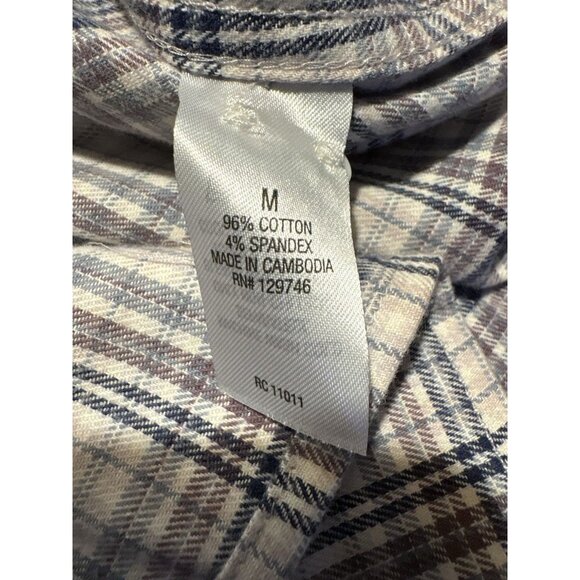 M
96% COTTON
4% SPANDEX
MADE IN CAMBODIA
RN# 129746
RC 11011